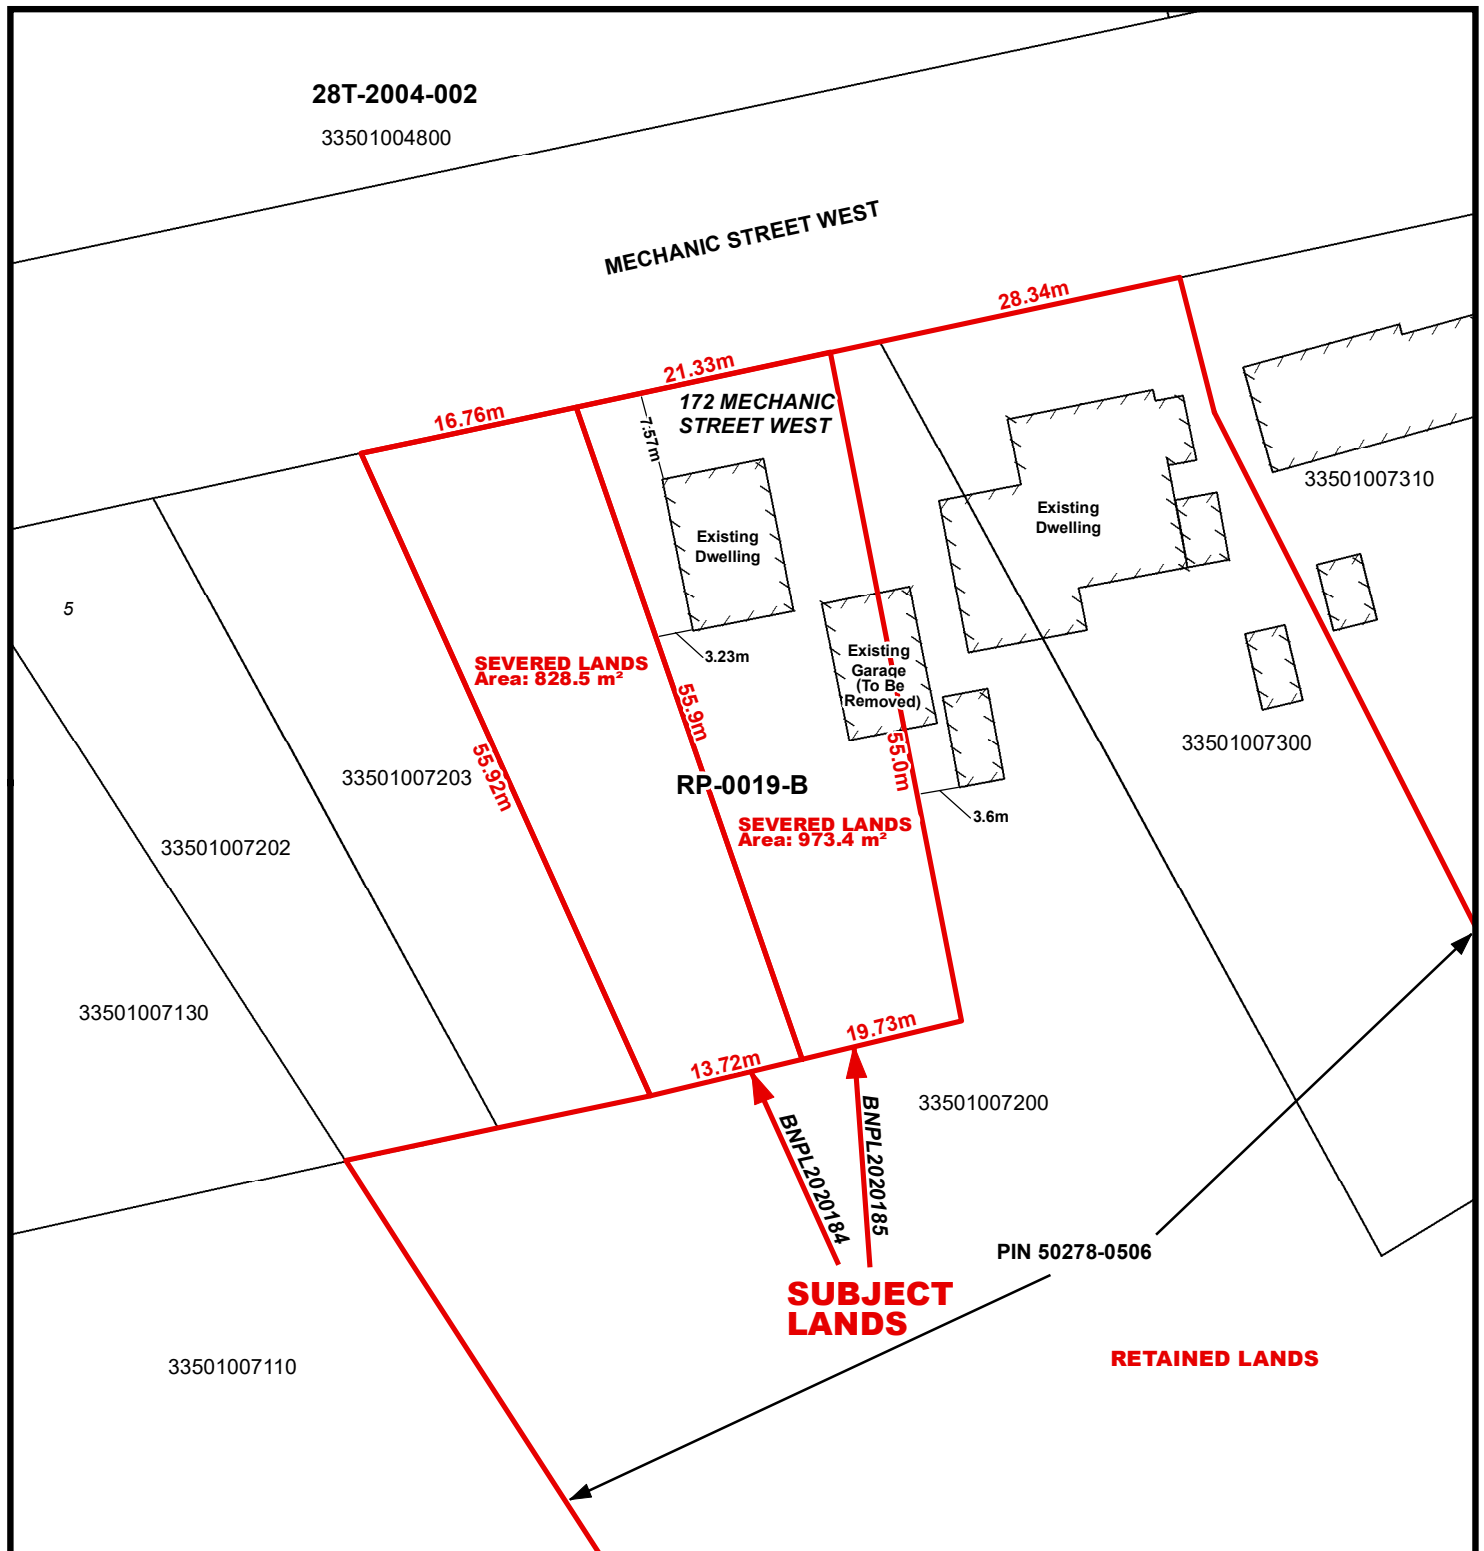 28T-2004-002
33501004800
MECHANIC STREET WEST
28.34m
21.33m
16.76m
172 MECHANIC
STREET WEST
7.57m
33501007310
Existing
Dwelling
Existing
Dwelling
5
3.23m
Existing
Garage
(To Be
Removed)
SEVERED LANDS
Area: 828.5 m²
55.9m
55.92m
55.0m
33501007300
33501007203
RP-0019-B
3.6m
SEVERED LANDS
Area: 973.4 m²
33501007202
33501007130
19.73m
13.72m
33501007200
BNPL2020184
BNPL2020185
PIN 50278-0506
SUBJECT
LANDS
33501007110
RETAINED LANDS